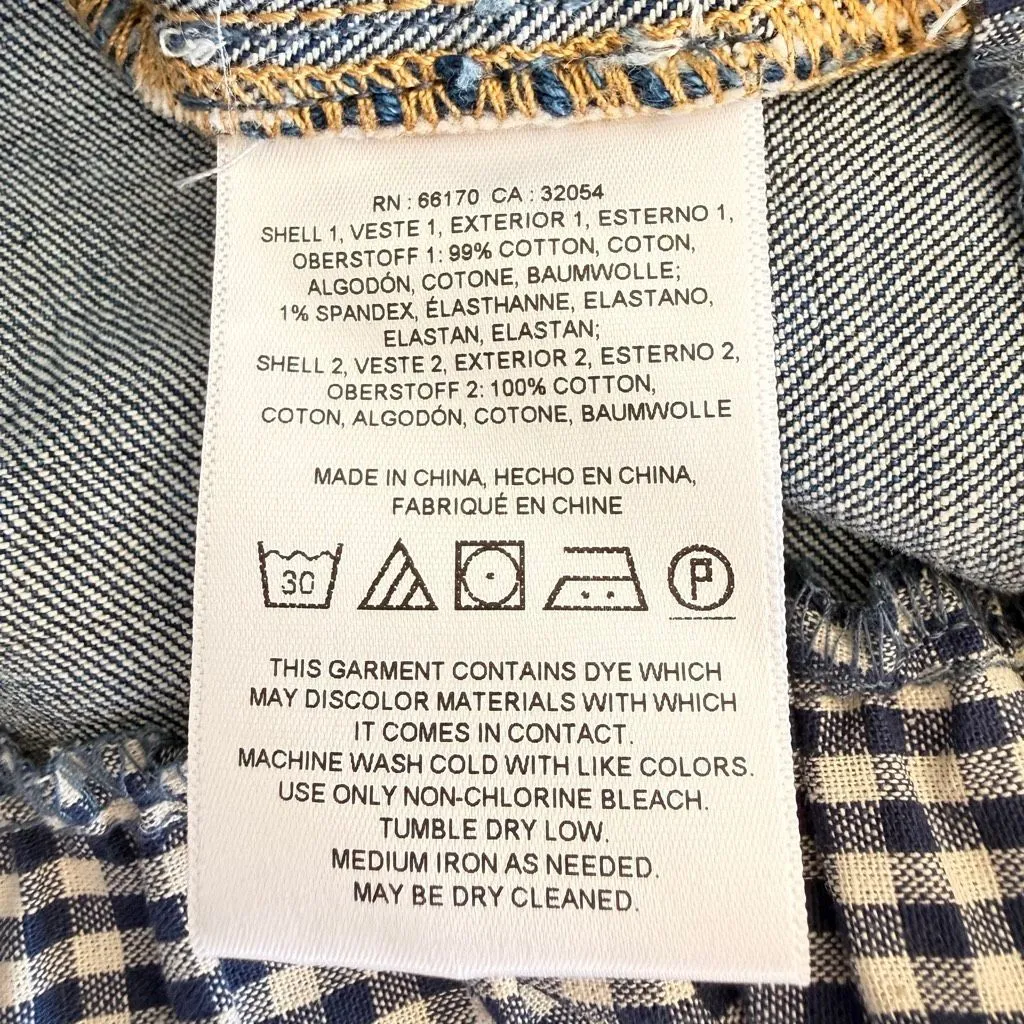 RN : 66170 CA : 32054
SHELL 1, VESTE 1, EXTERIOR 1, ESTERNO 1,
OBERSTOFF 1: 99% COTTON, COTON,
ALGODÓN, COTONE, BAUMWOLLE;
1% SPANDEX, ÉLASTHANNE, ELASTANO,
ELASTAN, ELASTAN;
SHELL 2, VESTE 2, EXTERIOR 2, ESTERNO 2,
OBERSTOFF 2: 100% COTTON,
COTON, ALGODÓN, COTONE, BAUMWOLLE
MADE IN CHINA, HECHO EN CHINA,
FABRIQUÉ EN CHINE
30 P
THIS GARMENT CONTAINS DYE WHICH
MAY DISCOLOR MATERIALS WITH WHICH
IT COMES IN CONTACT.
MACHINE WASH COLD WITH LIKE COLORS.
USE ONLY NON-CHLORINE BLEACH.
TUMBLE DRY LOW.
MEDIUM IRON AS NEEDED.
MAY BE DRY CLEANED.